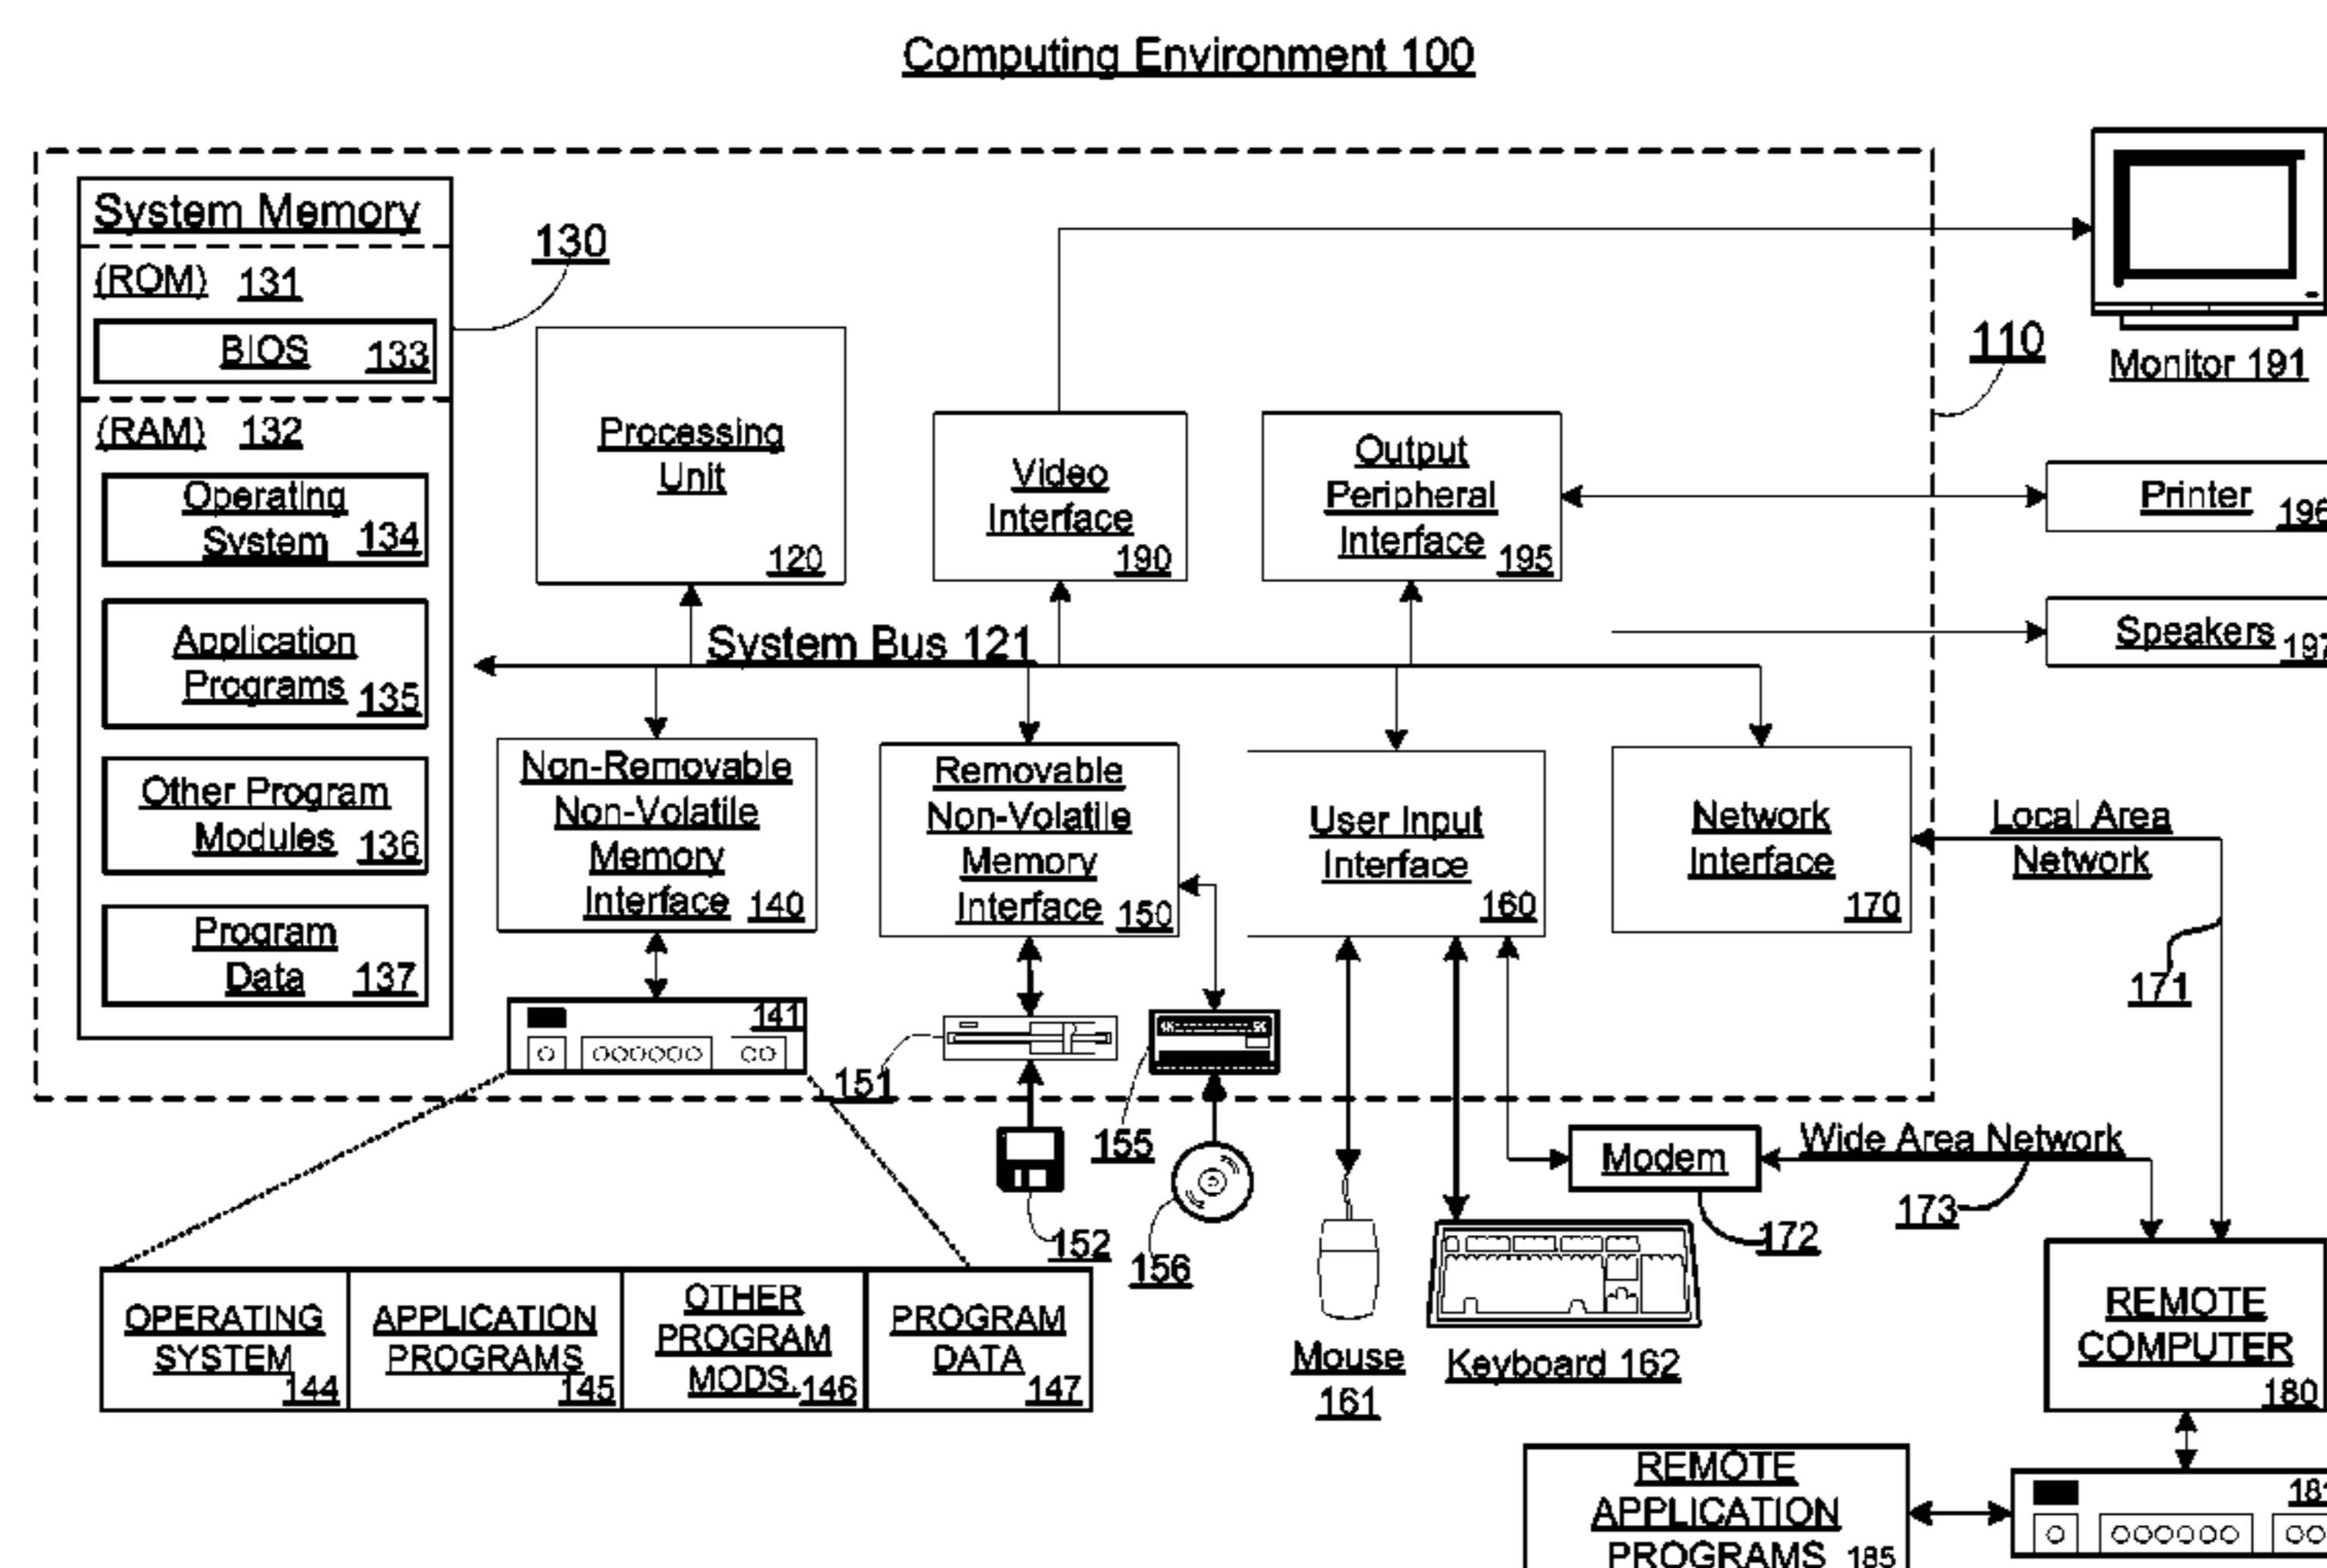 Computing Environment 100
System Memory
(ROM) 131
BIOS 133
(RAM) 132
Operating
System 134
Application
Programs 135
Other Program
Modules 136
Program
Data 137
130
Processing
Unit
120
Video
Interface
190
Output
Peripheral
Interface 195
110
Monitor 191
Printer 196
Speakers 197
System Bus 121
Non-Removable
Non-Volatile
Memory
Interface 140
Removable
Non-Volatile
Memory
Interface 150
User Input
Interface
160
Network
Interface
170
Local Area
Network
171
141
151
155
152
156
Modem
172
Wide Area Network
173
Mouse
161
Keyboard 162
OPERATING
SYSTEM
144
APPLICATION
PROGRAMS
145
OTHER
PROGRAM
MODS.
146
PROGRAM
DATA
147
REMOTE
COMPUTER
180
181
REMOTE
APPLICATION
PROGRAMS 185